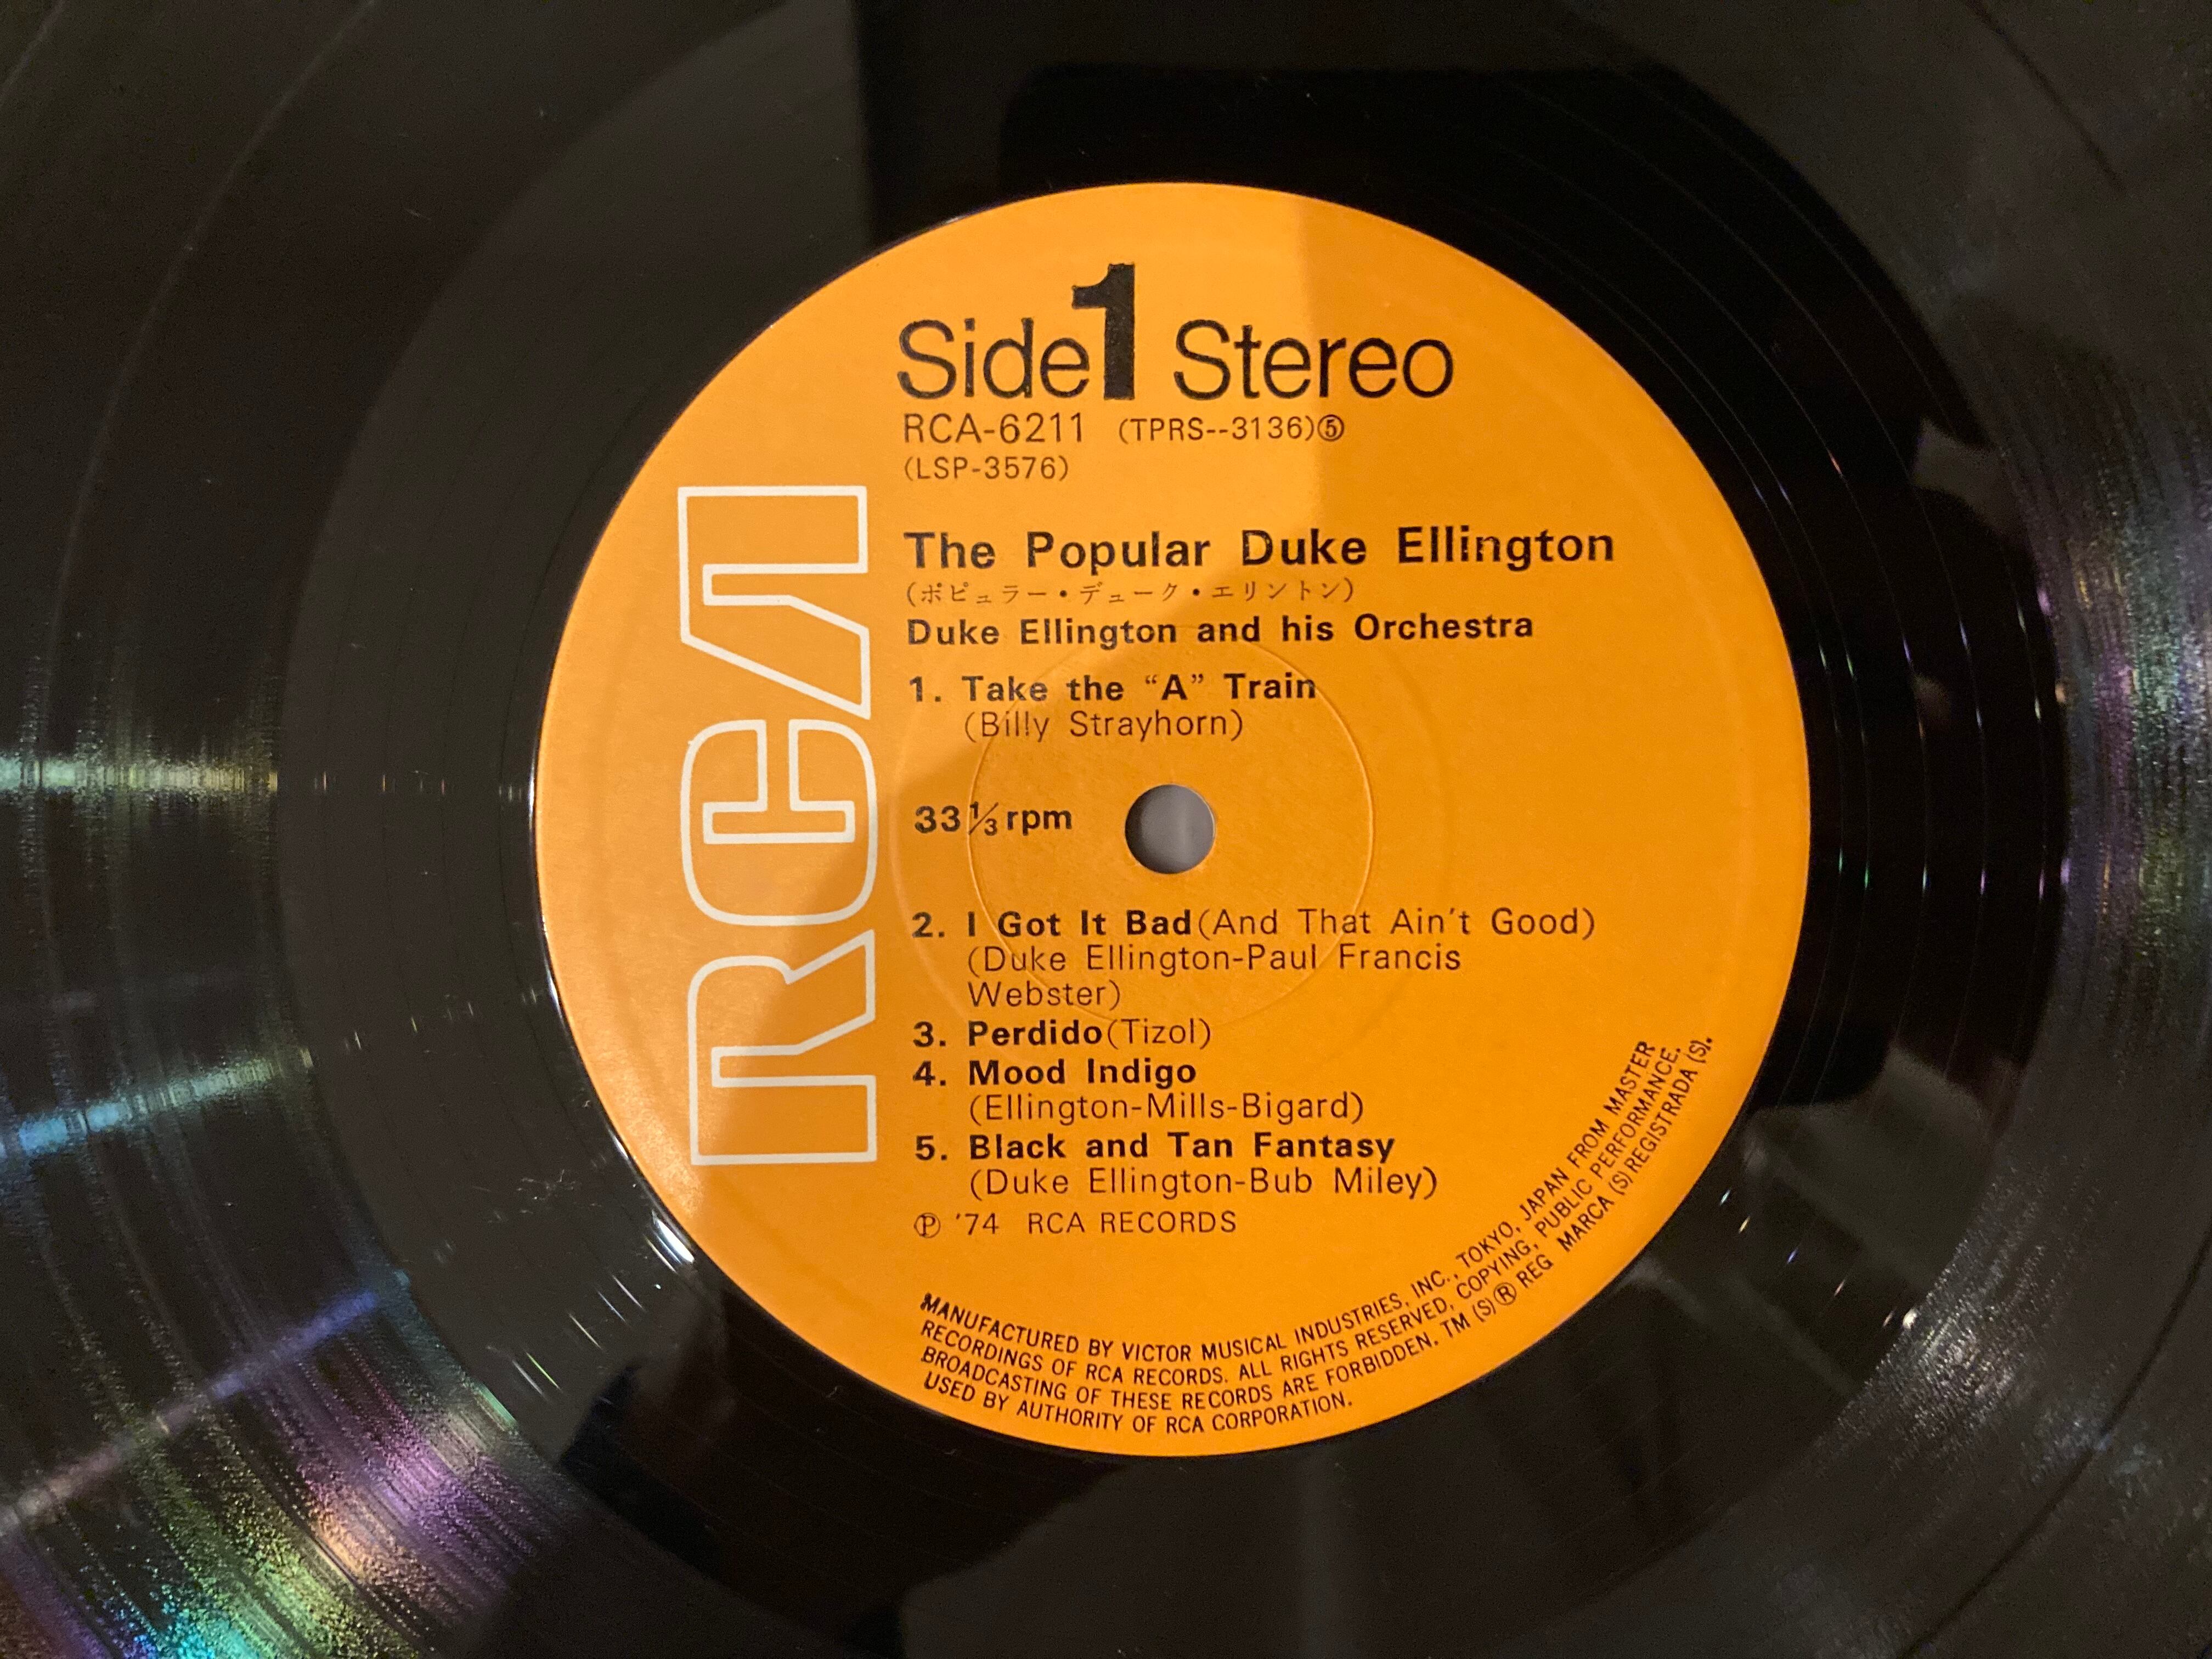 Side 1 Stereo
RCA-6211 (TPRS--3136)⑤
(LSP-3576)
RCA
The Popular Duke Ellington
(ポピュラー・デューク・エリントン)
Duke Ellington and his Orchestra
1. Take the “A” Train
(Billy Strayhorn)
33 1/3 rpm
2. I Got It Bad(And That Ain't Good)
(Duke Ellington-Paul Francis
Webster)
3. Perdido(Tizol)
4. Mood Indigo
(Ellington-Mills-Bigard)
5. Black and Tan Fantasy
(Duke Ellington-Bub Miley)
Ⓟ '74 RCA RECORDS
MANUFACTURED BY VICTOR MUSICAL INDUSTRIES, INC., TOKYO, JAPAN FROM MASTER
RECORDINGS OF RCA RECORDS. ALL RIGHTS RESERVED, COPYING, PUBLIC PERFORMANCE,
BROADCASTING OF THESE RECORDS ARE FORBIDDEN. TM (S)® REG MARCA (S) REGISTRADA (S).
USED BY AUTHORITY OF RCA CORPORATION.